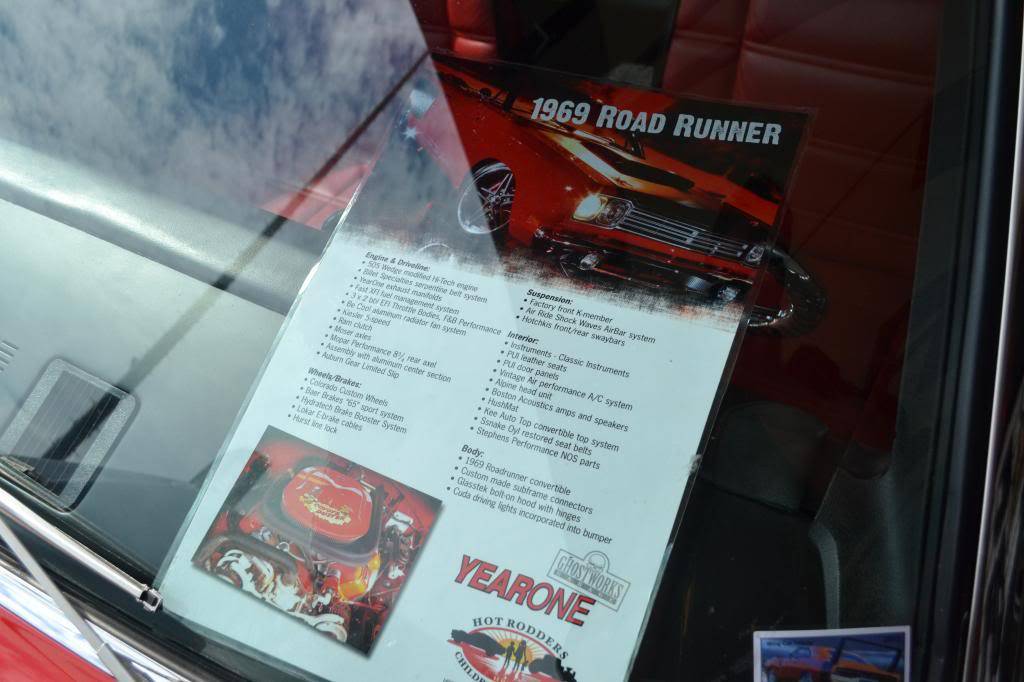 1969 ROAD RUNNER
Engine & Driveline:
• 505 Wedge modified Hi-Tech engine
• Billet Specialties serpentine belt system
• YearOne exhaust manifolds
• Fast XFI fuel management system
• 3 x 2 bbl EFI Throttle Bodies, F&B Performance
• Be Cool aluminum radiator fan system
• Kiesler 5-speed
• Ram clutch
• Moser axles
• Mopar Performance 8¾ rear axel
• Assembly with aluminum center section
• Auburn Gear Limited Slip
Wheels/Brakes:
• Colorado Custom Wheels
• Baer Brakes "6S" sport system
• Hydratech Brake Booster System
• Lokar E-brake cables
• Hurst line lock
Suspension:
• Factory front K-member
• Air Ride Shock Waves AirBar system
• Hotchkis front/rear swaybars
Interior:
• Instruments - Classic Instruments
• PUI leather seats
• PUI door panels
• Vintage Air performance A/C system
• Alpine head unit
• Boston Acoustics amps and speakers
• HushMat
• Kee Auto Top convertible top system
• Ssnake Oyl restored seat belts
• Stephens Performance NOS parts
Body:
• 1969 Roadrunner convertible
• Custom made subframe connectors
• Glasstek bolt-on hood with hinges
• Cuda driving lights incorporated into bumper
GHOSTWORKS
YEARONE
HOT RODDERS